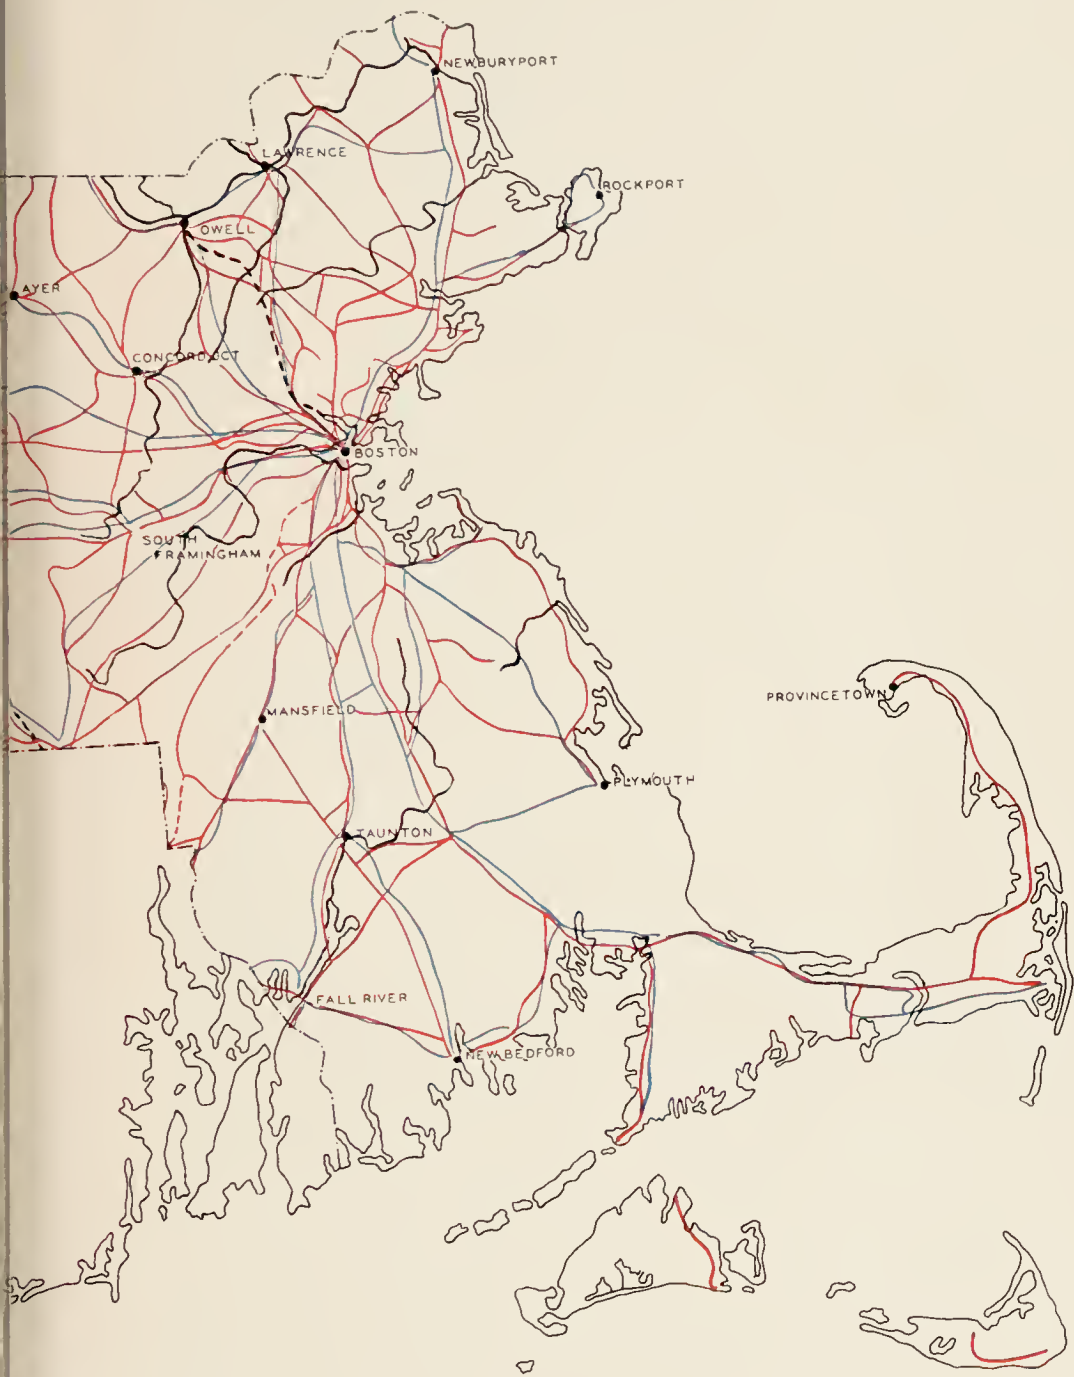 NEWBURYPORT
LAWRENCE
ROCKPORT
OWELL
AYER
CONCORD JCT
BOSTON
SOUTH
FRAMINGHAM
PROVINCETOWN
MANSFIELD
PLYMOUTH
TAUNTON
FALL RIVER
NEW BEDFORD